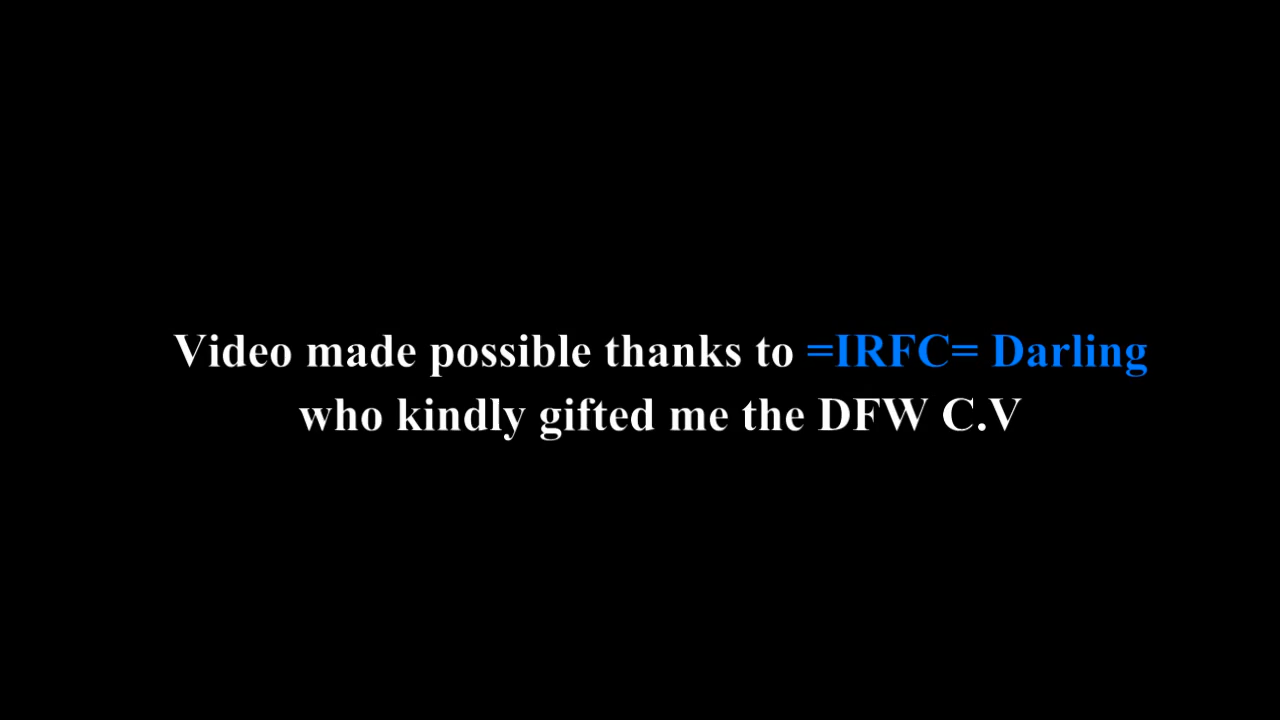 Video made possible thanks to =IRFC= Darling
who kindly gifted me the DFW C.V